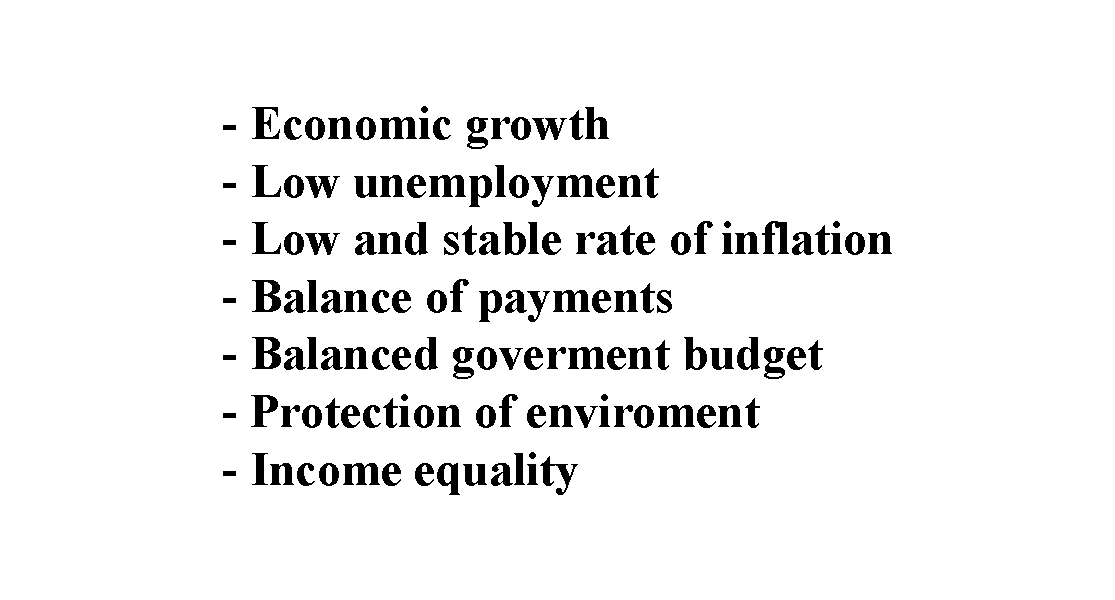 - Economic growth
- Low unemployment
- Low and stable rate of inflation
- Balance of payments
- Balanced goverment budget
- Protection of enviroment
- Income equality